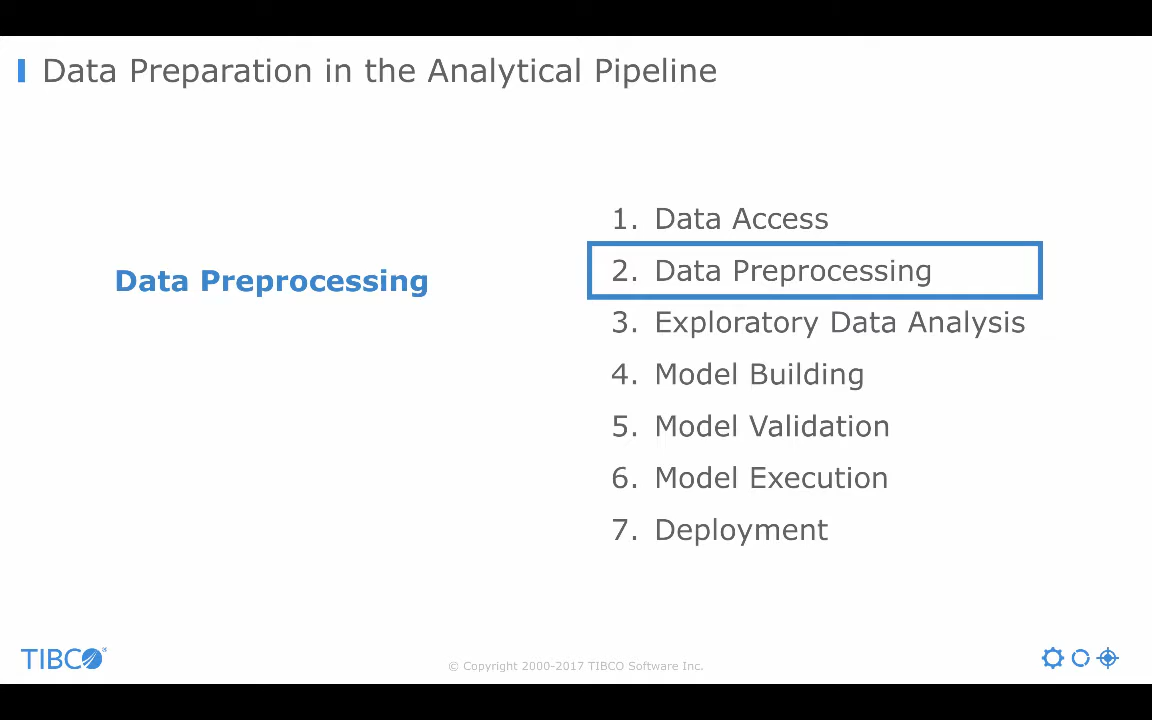 Data Preparation in the Analytical Pipeline
Data Preprocessing
1. Data Access
2. Data Preprocessing
3. Exploratory Data Analysis
4. Model Building
5. Model Validation
6. Model Execution
7. Deployment
TIBCO®
© Copyright 2000-2017 TIBCO Software Inc.